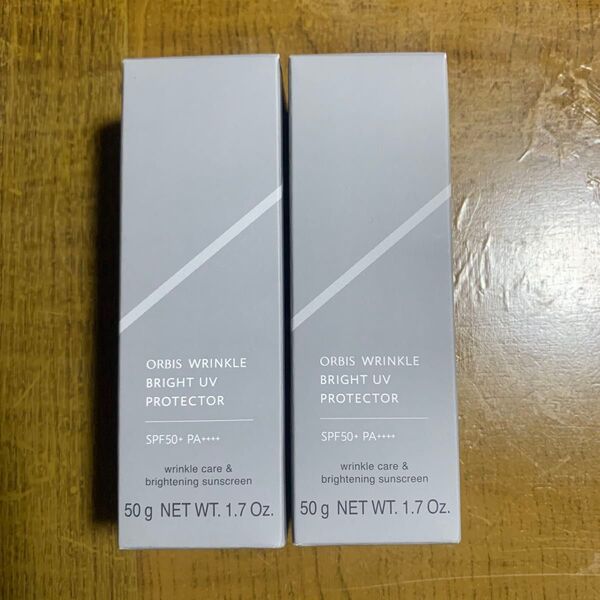 ORBIS WRINKLE
BRIGHT UV
PROTECTOR
SPF50+ PA++++
wrinkle care &
brightening sunscreen
50 g NET WT. 1.7 Oz.
ORBIS WRINKLE
BRIGHT UV
PROTECTOR
SPF50+ PA++++
wrinkle care &
brightening sunscreen
50 g NET WT. 1.7 Oz.